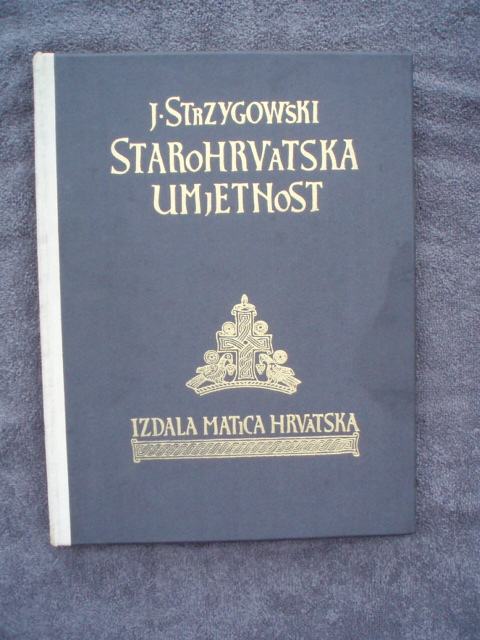 J. STRZYGOWSKI
STAROHRVATSKA
UMJETNOST
IZDALA MATICA HRVATSKA